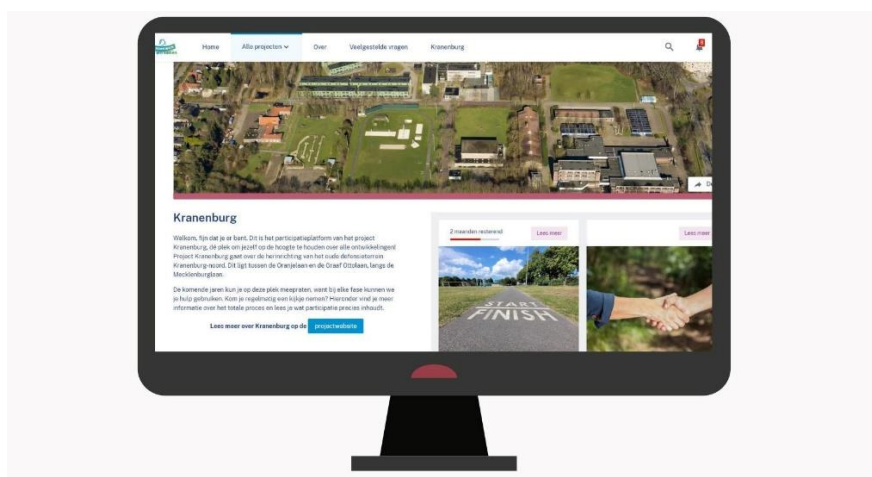 Home Alle projecten Over Veelgestelde vragen Kranenburg
Kranenburg
Welkom, fijn dat je er bent. Dit is het participatieplatform van het project
Kranenburg, dé plek om jezelf op de hoogte te houden over alle ontwikkelingen!
Project Kranenburg gaat over de herinrichting van het oude defensieterrein
Kranenburg-noord. Dit ligt tussen de Oranjelaan en de Graaf Ottolaan, langs de
Mecklenburglaan.
De komende jaren kun je op deze plek meepraten, want bij elke fase kunnen we
je hulp gebruiken. Kom je regelmatig een kijkje nemen? Hieronder vind je meer
informatie over het totale proces en lees je wat participatie precies inhoudt.
Lees meer over Kranenburg op de projectwebsite
2 maanden resterend Lees meer
START
FINISH
Lees meer